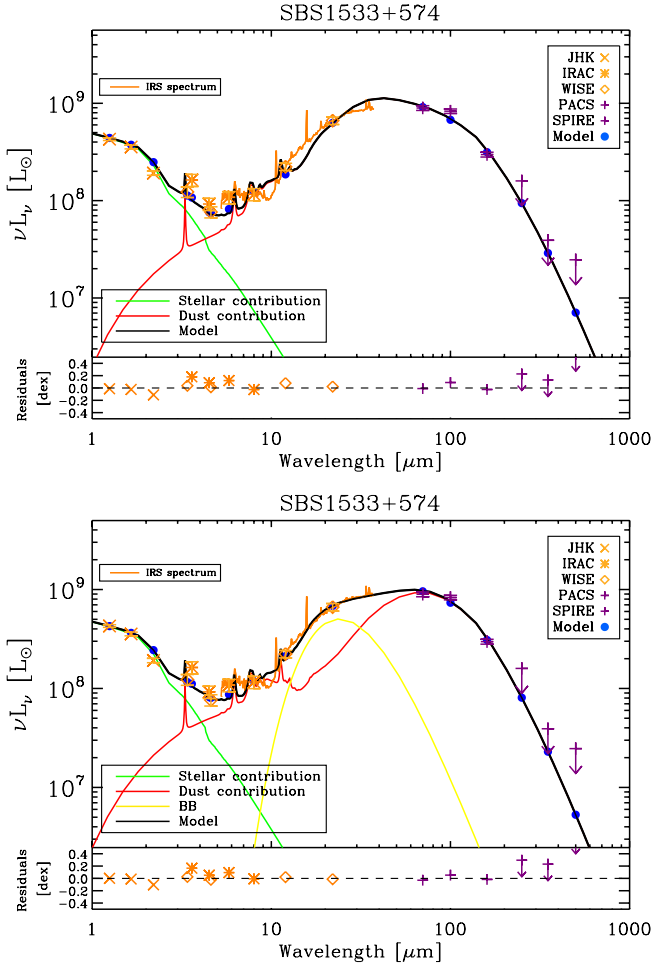 SBS1533+574
IRS spectrum
JHK
IRAC
WISE
PACS
SPIRE
Model
10⁹
10⁸
10⁷
νLν [L⊙]
Stellar contribution
Dust contribution
Model
Residuals
[dex]
0.4
0.2
0.0
−0.2
−0.4
1 10 100 1000
Wavelength [μm]
SBS1533+574
IRS spectrum
JHK
IRAC
WISE
PACS
SPIRE
Model
10⁹
10⁸
10⁷
νLν [L⊙]
Stellar contribution
Dust contribution
BB
Model
Residuals
[dex]
0.4
0.2
0.0
−0.2
−0.4
1 10 100 1000
Wavelength [μm]